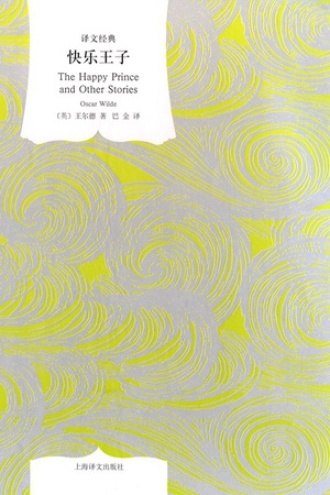 译文经典
快乐王子
The Happy Prince
and Other Stories
Oscar Wilde
〔英〕王尔德 著 巴金 译
上海译文出版社